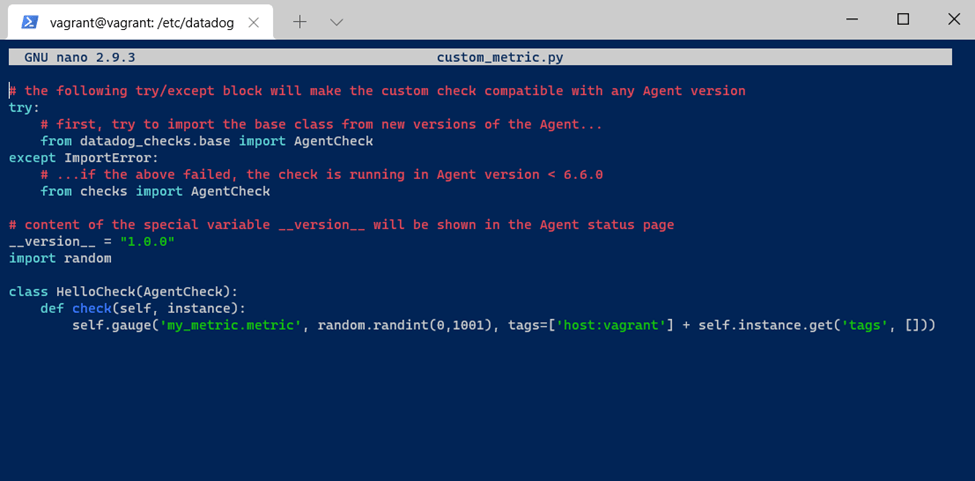 vagrant@vagrant: /etc/datadog
GNU nano 2.9.3 custom_metric.py
# the following try/except block will make the custom check compatible with any Agent version
try:
    # first, try to import the base class from new versions of the Agent...
    from datadog_checks.base import AgentCheck
except ImportError:
    # ...if the above failed, the check is running in Agent version < 6.6.0
    from checks import AgentCheck
# content of the special variable __version__ will be shown in the Agent status page
__version__ = "1.0.0"
import random
class HelloCheck(AgentCheck):
    def check(self, instance):
        self.gauge('my_metric.metric', random.randint(0,1001), tags=['host:vagrant'] + self.instance.get('tags', []))